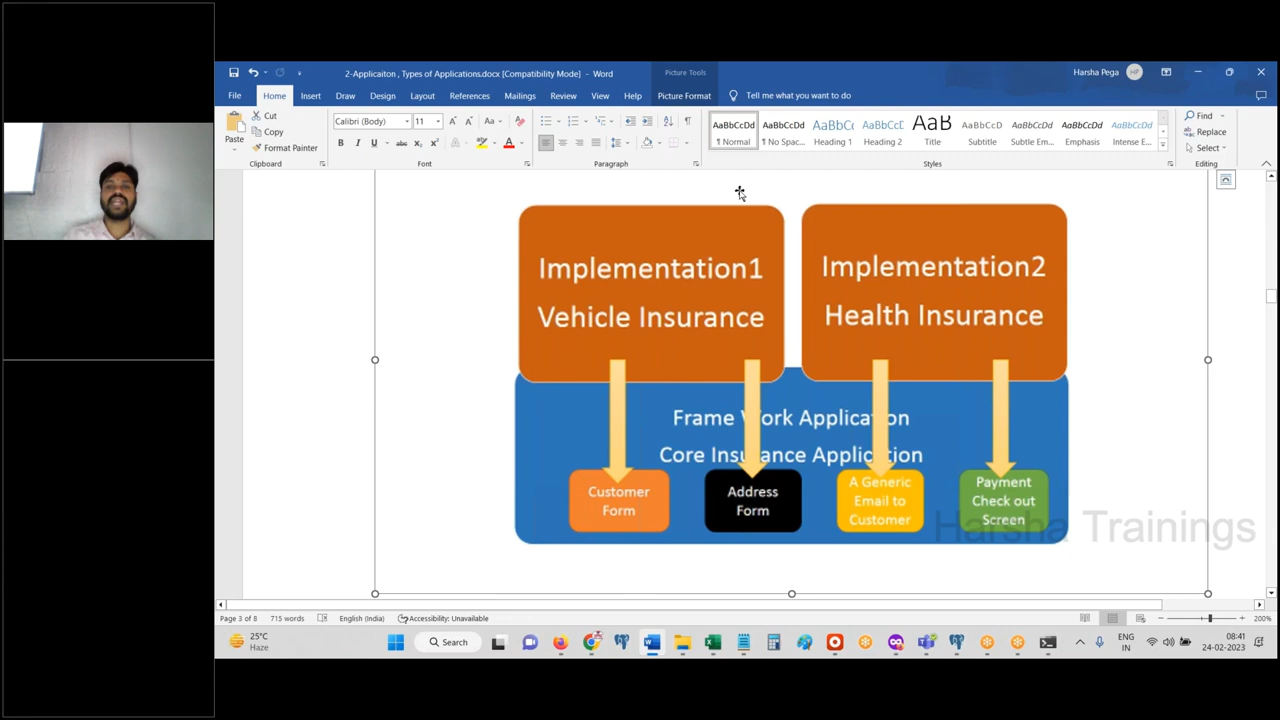 2-Applicaiton , Types of Applications.docx [Compatibility Mode] - Word
Picture Tools
Harsha Pega
HP
File
Home
Insert
Draw
Design
Layout
References
Mailings
Review
View
Help
Picture Format
Tell me what you want to do
Paste
Cut
Copy
Format Painter
Clipboard
Calibri (Body)
11
Font
Paragraph
AaBbCcDd
¶ Normal
AaBbCcDd
¶ No Spac...
AaBbCc
Heading 1
AaBbCcD
Heading 2
AaB
Title
AaBbCcD
Subtitle
AaBbCcDd
Subtle Em...
AaBbCcDd
Emphasis
AaBbCcDd
Intense E...
Styles
Find
Replace
Select
Editing
Implementation1
Vehicle Insurance
Implementation2
Health Insurance
Frame Work Application
Core Insurance Application
Customer
Form
Address
Form
A Generic
Email to
Customer
Payment
Check out
Screen
Harsha Trainings
Page 3 of 8
715 words
English (India)
Accessibility: Unavailable
200%
25°C
Haze
Search
ENG
IN
08:41
24-02-2023